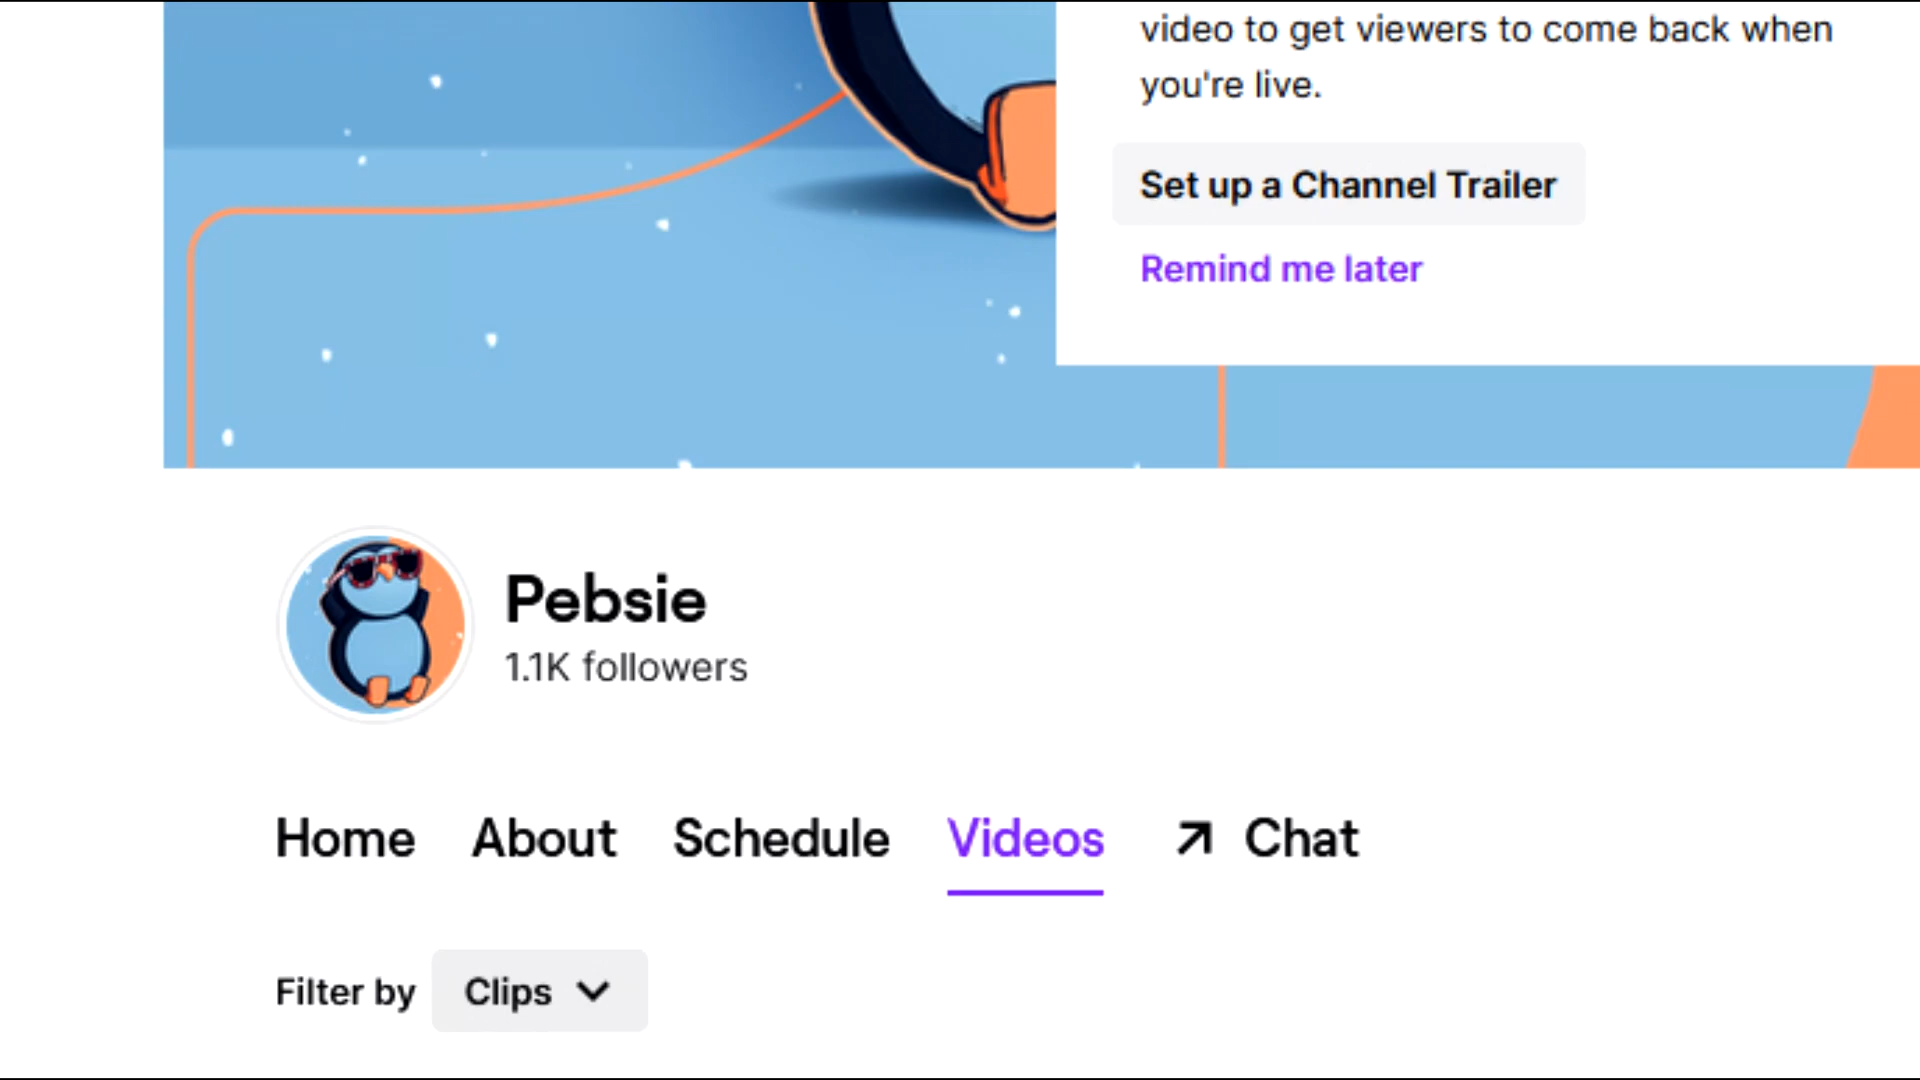 video to get viewers to come back when
you're live.
Set up a Channel Trailer
Remind me later
Pebsie
1.1K followers
Home About Schedule Videos Chat
Filter by Clips